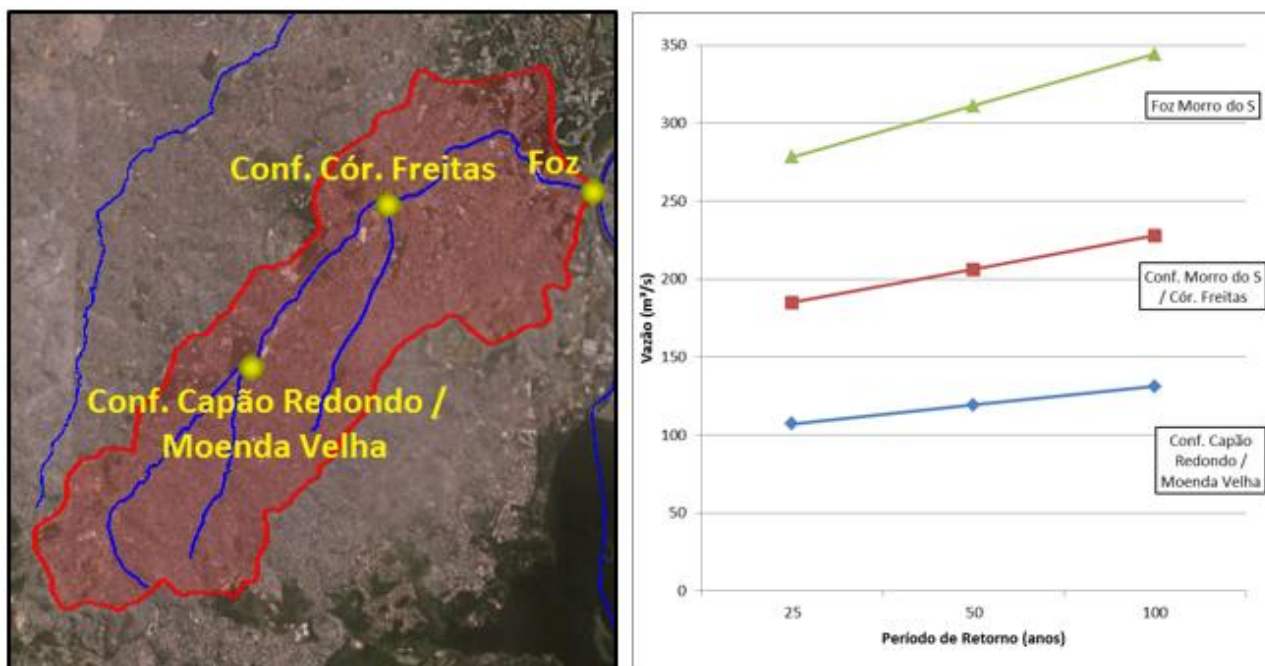 Conf. Cór. Freitas
Foz
Conf. Capão Redondo /
Moenda Velha
350
300
250
200
150
100
50
0
Vazão (m³/s)
25
50
100
Período de Retorno (anos)
Foz Morro do S
Conf. Morro do S
/ Cór. Freitas
Conf. Capão
Redondo /
Moenda Velha